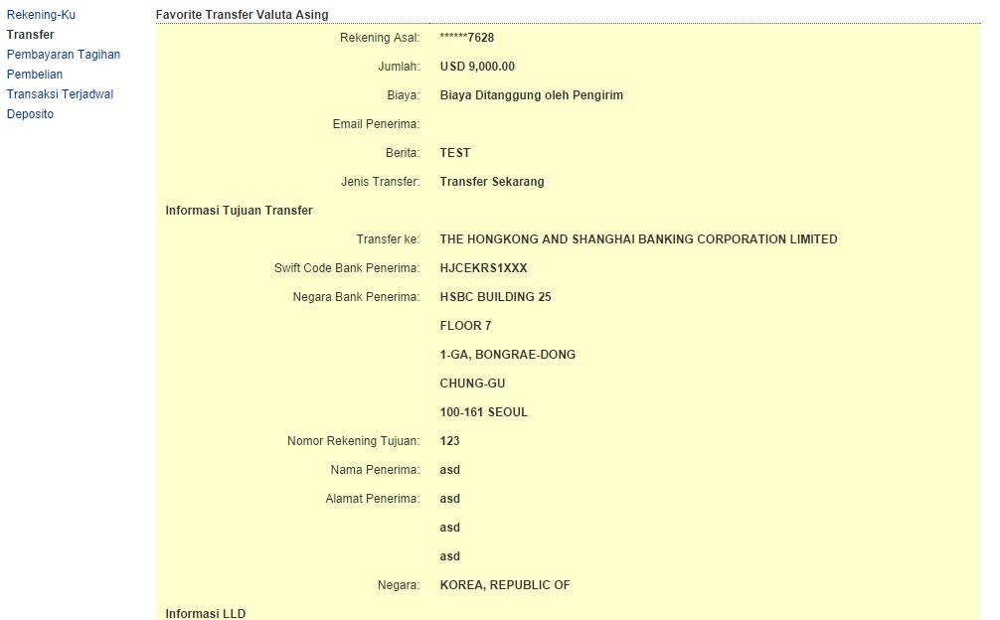 Rekening-Ku
Transfer
Pembayaran Tagihan
Pembelian
Transaksi Terjadwal
Deposito
Favorite Transfer Valuta Asing
Rekening Asal: ******7628
Jumlah: USD 9,000.00
Biaya: Biaya Ditanggung oleh Pengirim
Email Penerima:
Berita: TEST
Jenis Transfer: Transfer Sekarang
Informasi Tujuan Transfer
Transfer ke: THE HONGKONG AND SHANGHAI BANKING CORPORATION LIMITED
Swift Code Bank Penerima: HJCEKRS1XXX
Negara Bank Penerima: HSBC BUILDING 25
FLOOR 7
1-GA, BONGRAE-DONG
CHUNG-GU
100-161 SEOUL
Nomor Rekening Tujuan: 123
Nama Penerima: asd
Alamat Penerima: asd
asd
asd
Negara: KOREA, REPUBLIC OF
Informasi LLD